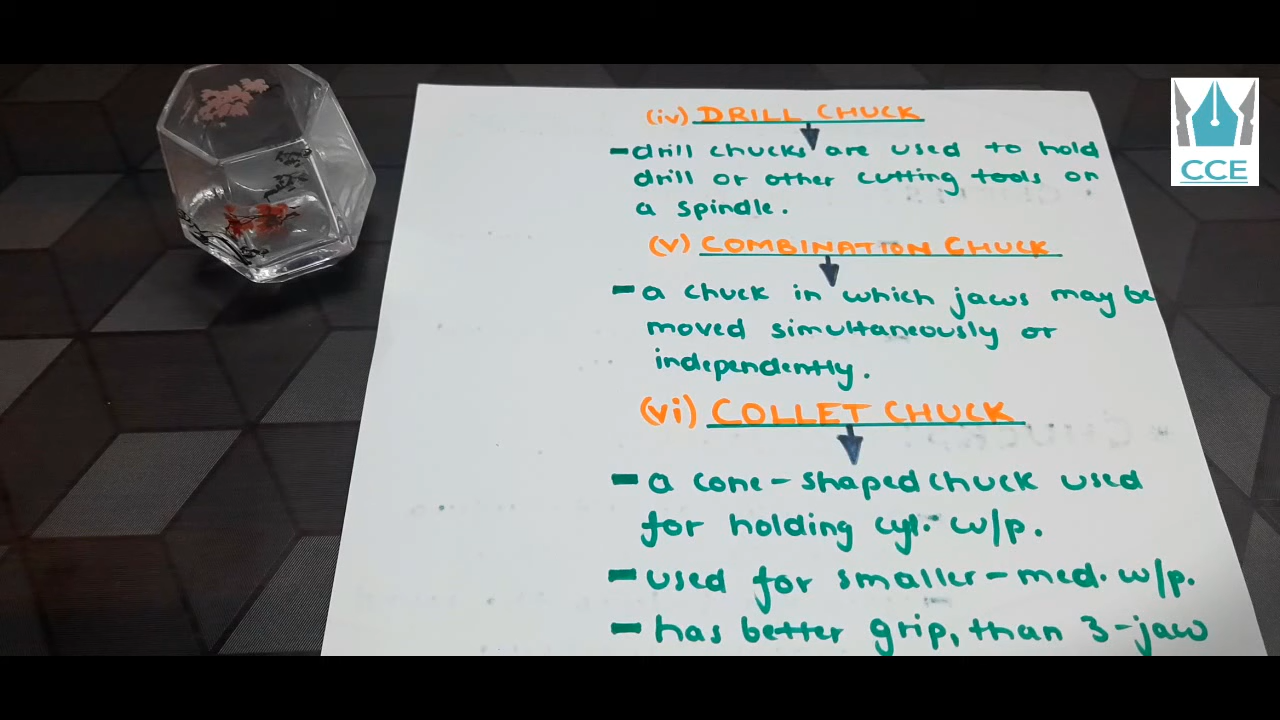 (iv) DRILL CHUCK
- drill chucks are used to hold
drill or other cutting tools on
a spindle.
(v) COMBINATION CHUCK
- a chuck in which jaws may be
moved simultaneously or
independently.
(vi) COLLET CHUCK
- a cone-shaped chuck used
for holding cyl. w/p.
- used for smaller-med. w/p.
- has better grip, than 3-jaw
CCE